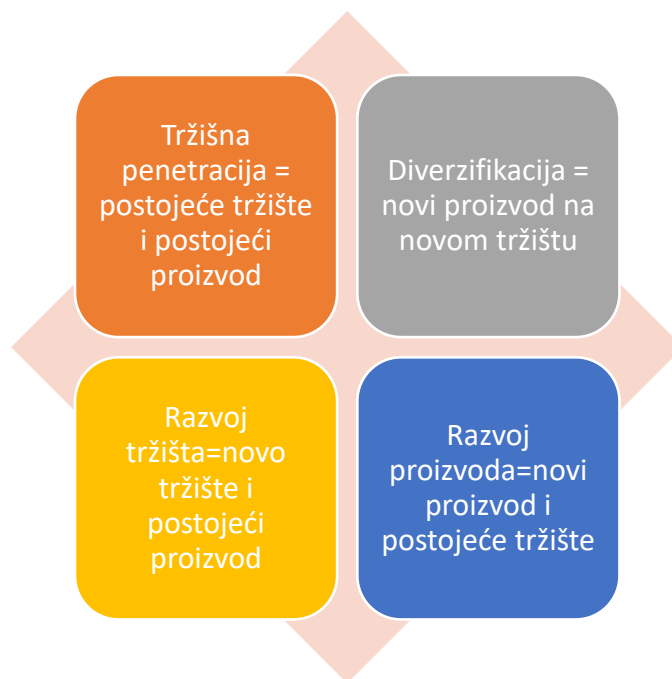 Tržišna
penetracija =
postojeće tržište
i postojeći
proizvod
Diverzifikacija =
novi proizvod na
novom tržištu
Razvoj
tržišta=novo
tržište i
postojeći
proizvod
Razvoj
proizvoda=novi
proizvod i
postojeće tržište